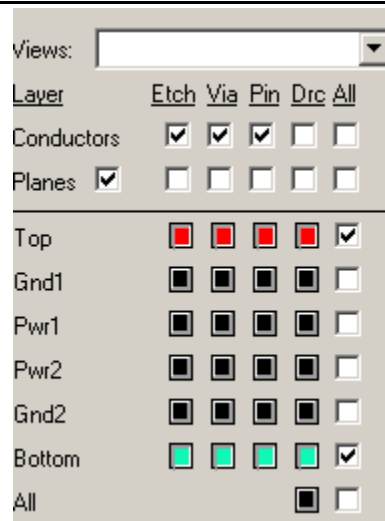 Views:
Layer Etch Via Pin Drc All
Conductors
Planes
Top
Gnd1
Pwr1
Pwr2
Gnd2
Bottom
All